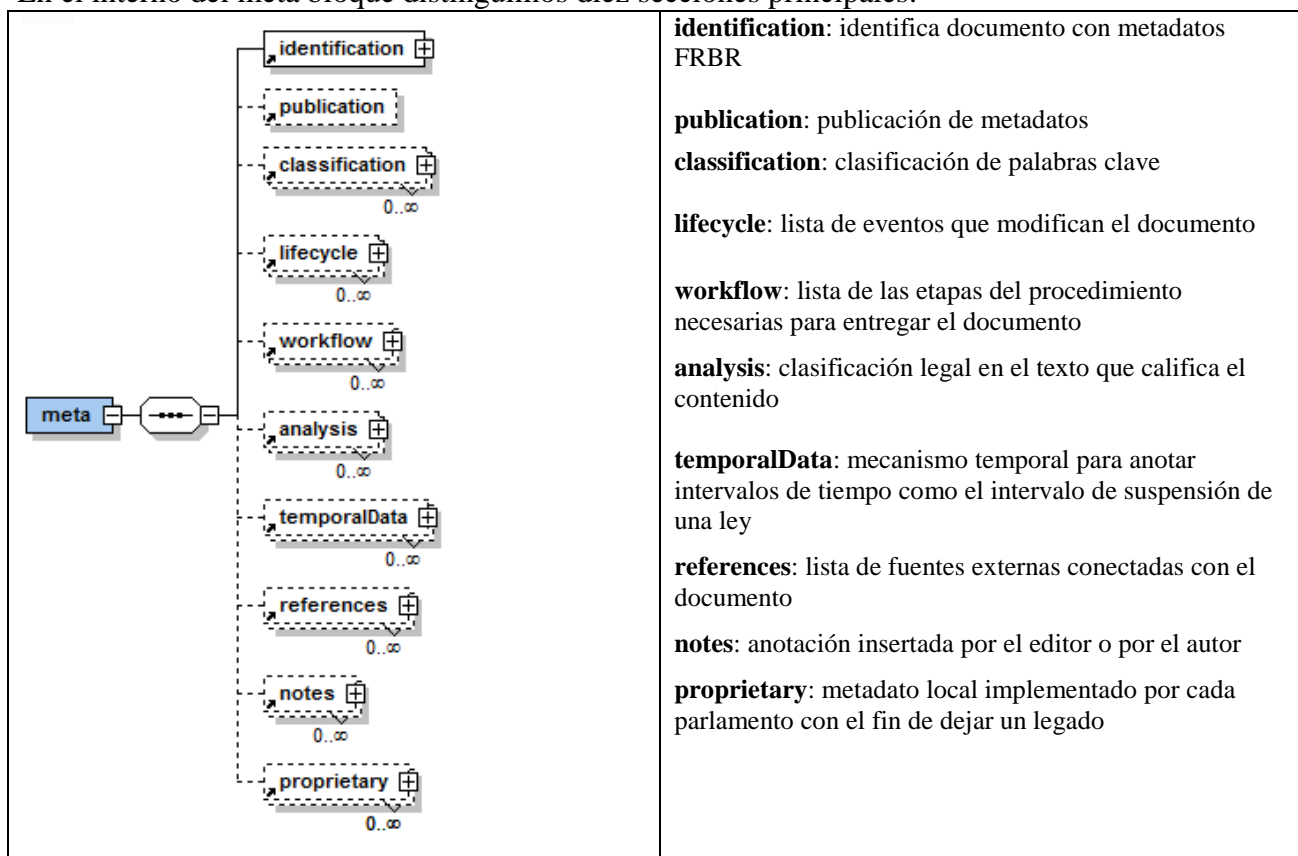 En el interno del meta bloque distinguimos diez secciones principales:
identification
publication
classification
0..∞
lifecycle
0..∞
workflow
0..∞
meta
analysis
0..∞
temporalData
0..∞
references
0..∞
notes
0..∞
proprietary
0..∞
identification: identifica documento con metadatos
FRBR
publication: publicación de metadatos
classification: clasificación de palabras clave
lifecycle: lista de eventos que modifican el documento
workflow: lista de las etapas del procedimiento
necesarias para entregar el documento
analysis: clasificación legal en el texto que califica el
contenido
temporalData: mecanismo temporal para anotar
intervalos de tiempo como el intervalo de suspensión de
una ley
references: lista de fuentes externas conectadas con el
documento
notes: anotación insertada por el editor o por el autor
proprietary: metadato local implementado por cada
parlamento con el fin de dejar un legado